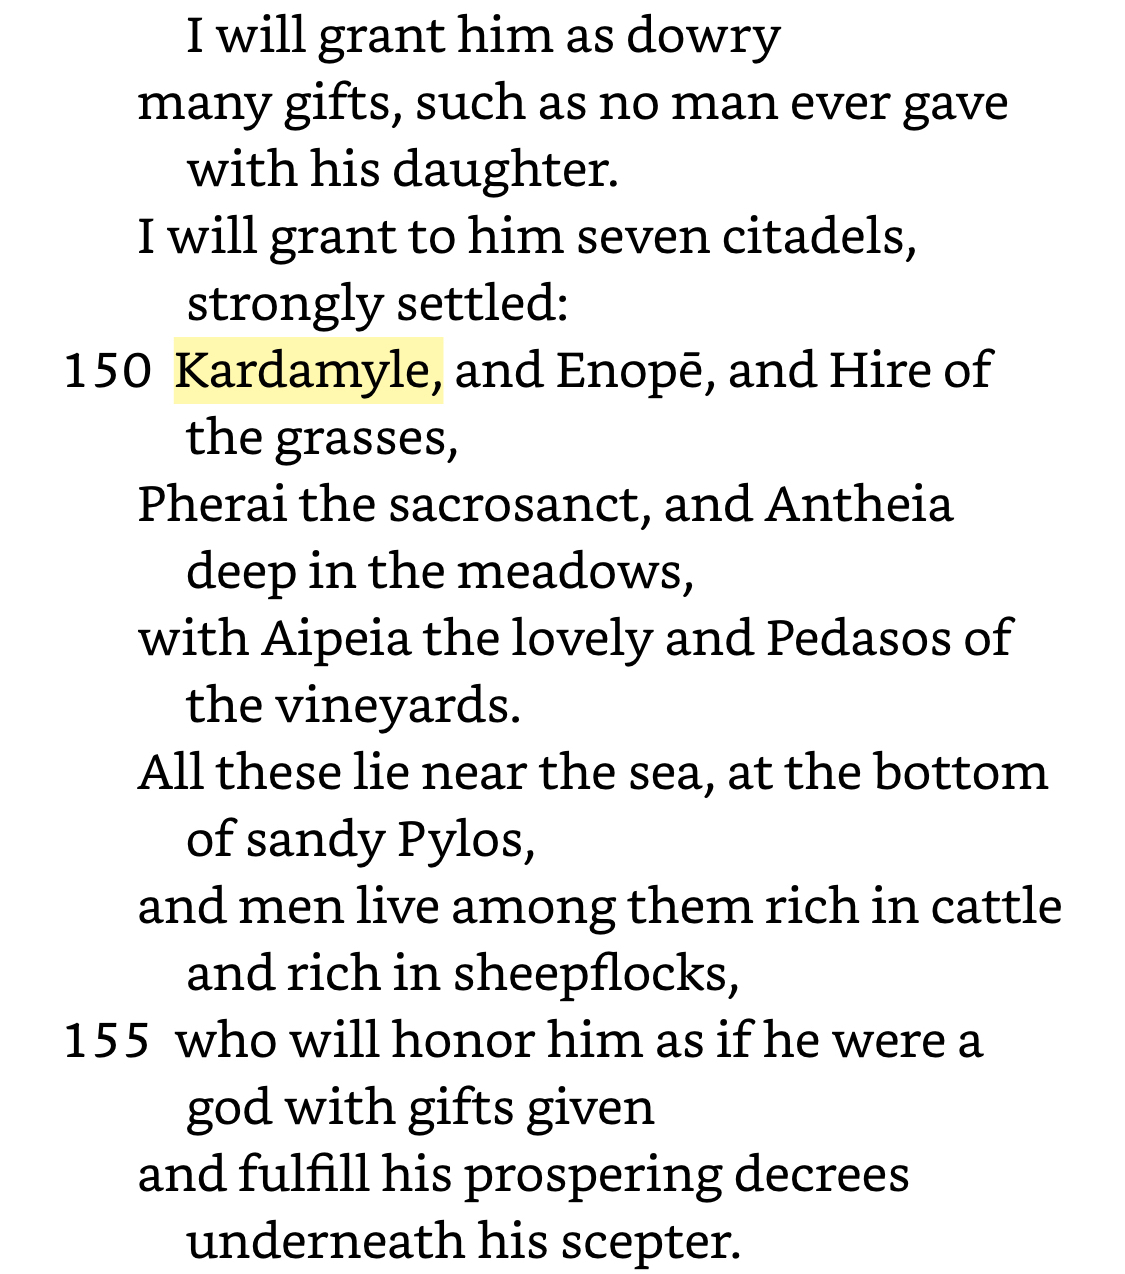 I will grant him as dowry
many gifts, such as no man ever gave
with his daughter.
I will grant to him seven citadels,
strongly settled:
150 Kardamyle, and Enopē, and Hire of
the grasses,
Pherai the sacrosanct, and Antheia
deep in the meadows,
with Aipeia the lovely and Pedasos of
the vineyards.
All these lie near the sea, at the bottom
of sandy Pylos,
and men live among them rich in cattle
and rich in sheepflocks,
155 who will honor him as if he were a
god with gifts given
and fulfill his prospering decrees
underneath his scepter.